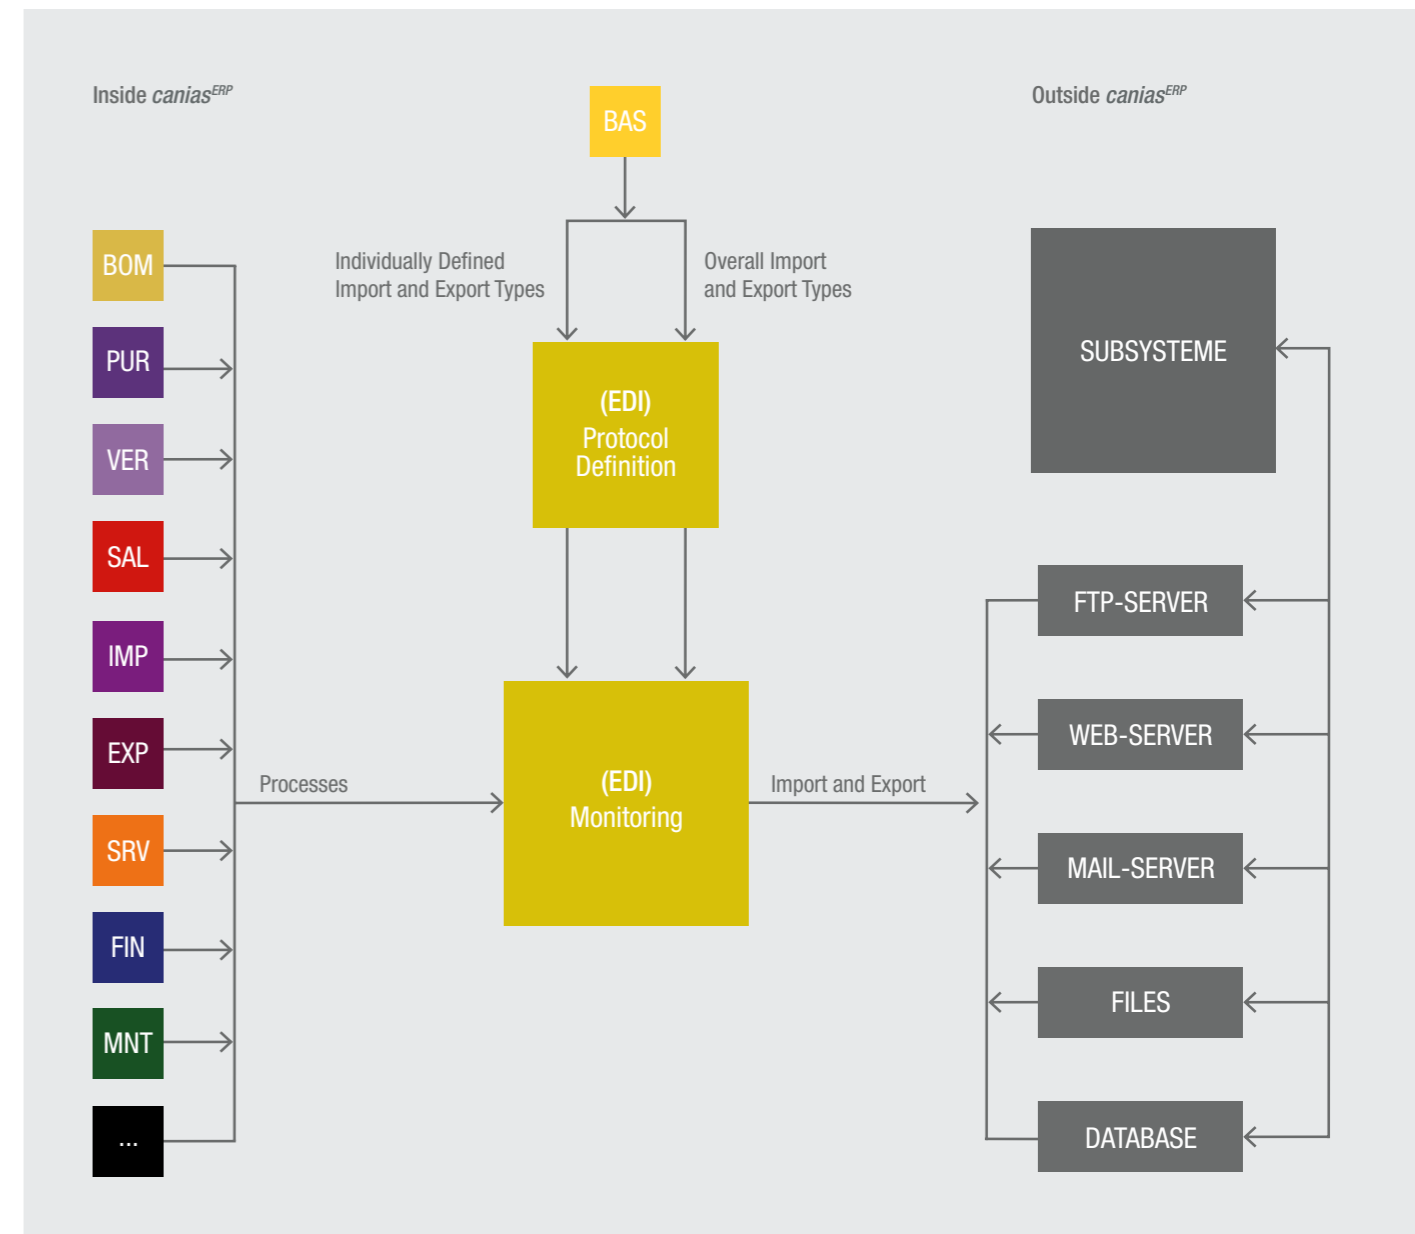 Inside caniasERP
Outside caniasERP
BAS
Individually Defined
Import and Export Types
Overall Import
and Export Types
BOM
PUR
VER
SAL
IMP
EXP
SRV
FIN
MNT
...
(EDI)
Protocol
Definition
Processes
(EDI)
Monitoring
Import and Export
SUBSYSTEME
FTP-SERVER
WEB-SERVER
MAIL-SERVER
FILES
DATABASE